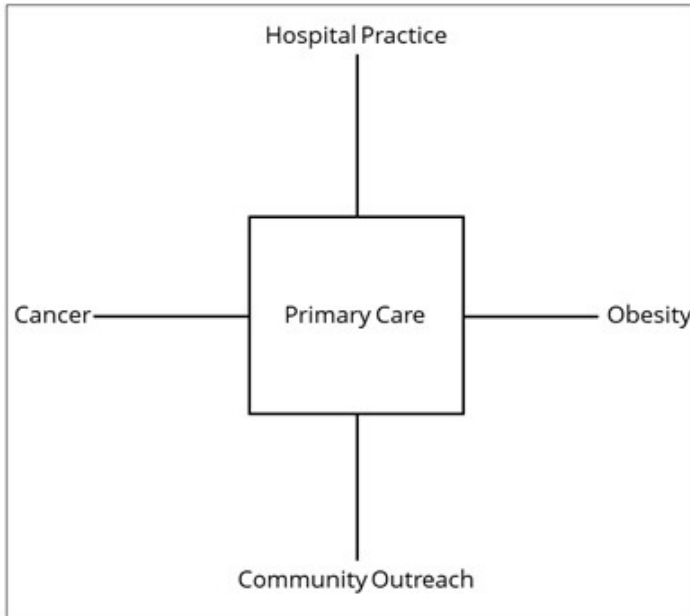 Hospital Practice
Cancer
Primary Care
Obesity
Community Outreach